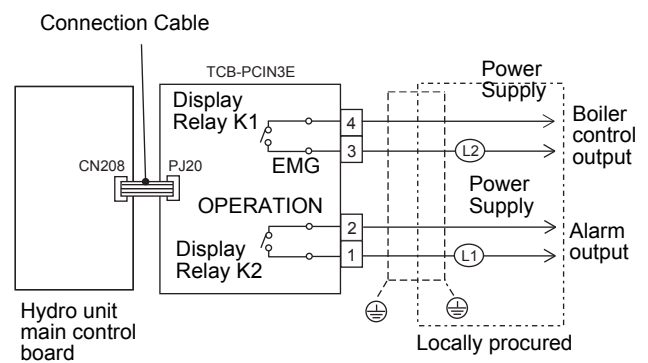 Connection Cable
TCB-PCIN3E
Power
Supply
Display
Relay K1
4
Boiler
control
output
3
L2
EMG
CN208
PJ20
Power
Supply
OPERATION
2
Alarm
output
Display
Relay K2
1
L1
Hydro unit
main control
board
Locally procured